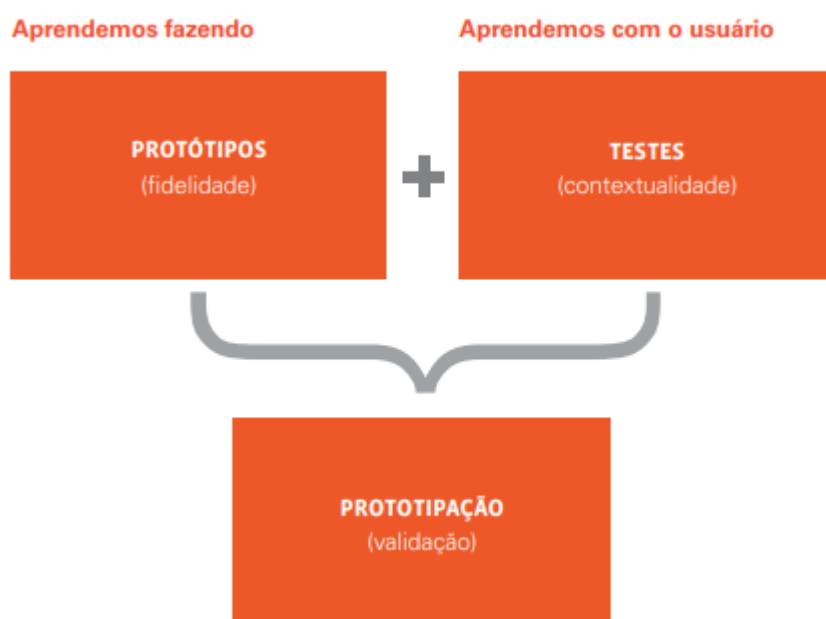 Aprendemos fazendo
Aprendemos com o usuário
PROTÓTIPOS
(fidelidade)
+
TESTES
(contextualidade)
PROTOTIPAÇÃO
(validação)